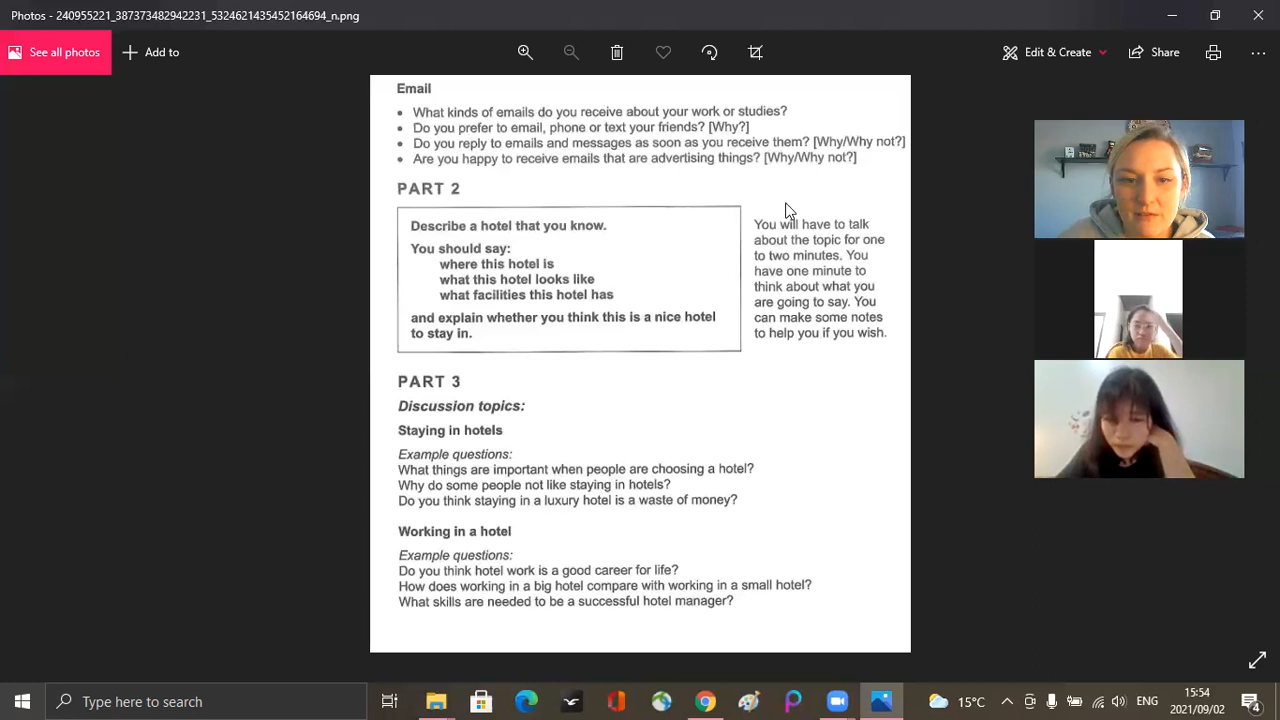 Photos - 240955221_387373482942231_5324621435452164694_n.png
See all photos
Add to
Edit & Create
Share
Email
• What kinds of emails do you receive about your work or studies?
• Do you prefer to email, phone or text your friends? [Why?]
• Do you reply to emails and messages as soon as you receive them? [Why/Why not?]
• Are you happy to receive emails that are advertising things? [Why/Why not?]
PART 2
Describe a hotel that you know.
You should say:
where this hotel is
what this hotel looks like
what facilities this hotel has
and explain whether you think this is a nice hotel
to stay in.
You will have to talk
about the topic for one
to two minutes. You
have one minute to
think about what you
are going to say. You
can make some notes
to help you if you wish.
PART 3
Discussion topics:
Staying in hotels
Example questions:
What things are important when people are choosing a hotel?
Why do some people not like staying in hotels?
Do you think staying in a luxury hotel is a waste of money?
Working in a hotel
Example questions:
Do you think hotel work is a good career for life?
How does working in a big hotel compare with working in a small hotel?
What skills are needed to be a successful hotel manager?
Type here to search
15°C
ENG
15:54
2021/09/02
4